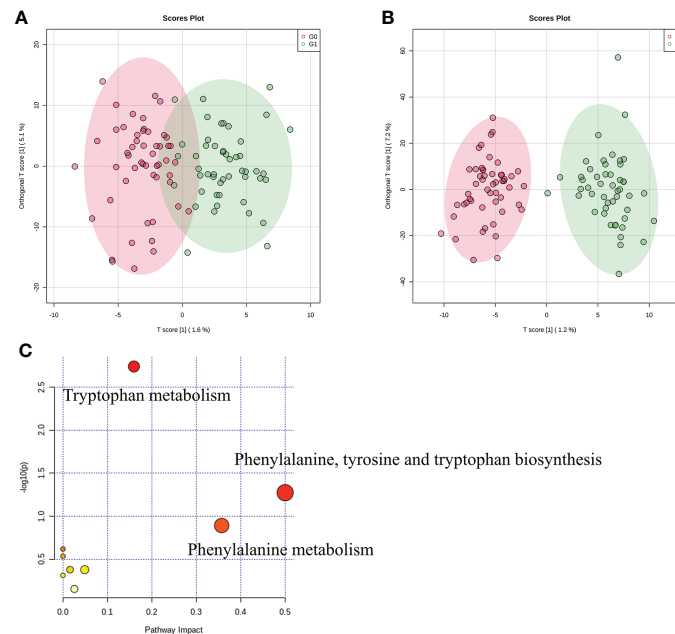 A
Scores Plot
G0
G1
Orthogonal T score [1] ( 5.1 %)
20
10
0
-10
-20
-10
-5
0
5
10
T score [1] ( 1.6 %)
B
Scores Plot
Orthogonal T score [1] ( 7.2 %)
60
40
20
0
-20
-40
-10
-5
0
5
10
T score [1] ( 1.2 %)
C
-log10(p)
2.5
2.0
1.5
1.0
0.5
Tryptophan metabolism
Phenylalanine, tyrosine and tryptophan biosynthesis
Phenylalanine metabolism
0.0
0.1
0.2
0.3
0.4
0.5
Pathway Impact